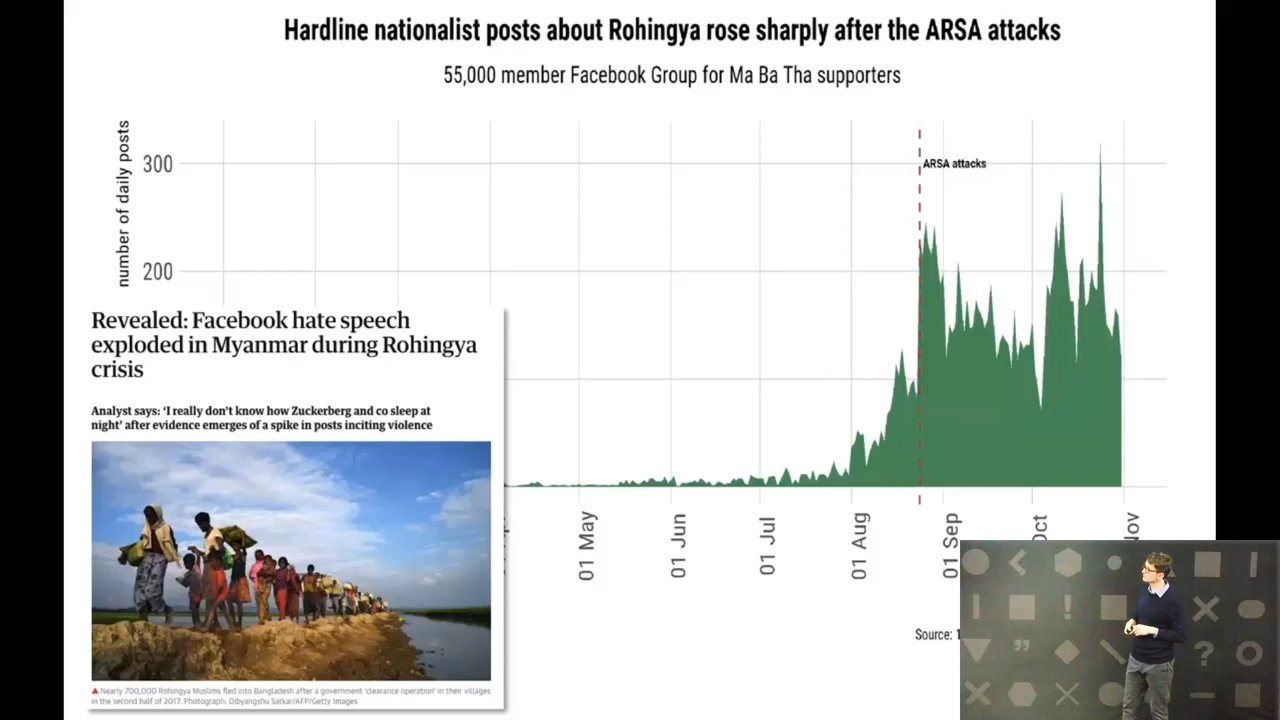 Hardline nationalist posts about Rohingya rose sharply after the ARSA attacks
55,000 member Facebook Group for Ma Ba Tha supporters
number of daily posts
300
200
ARSA attacks
Revealed: Facebook hate speech
exploded in Myanmar during Rohingya
crisis
Analyst says: ‘I really don’t know how Zuckerberg and co sleep at
night’ after evidence emerges of a spike in posts inciting violence
Nearly 700,000 Rohingya Muslims fled into Bangladesh after a government ‘clearance operation’ in their villages
in the second half of 2017. Photograph: Dibyangshu Sarkar/AFP/Getty Images
01 May
01 Jun
01 Jul
01 Aug
01 Sep
Oct
Nov
Source: